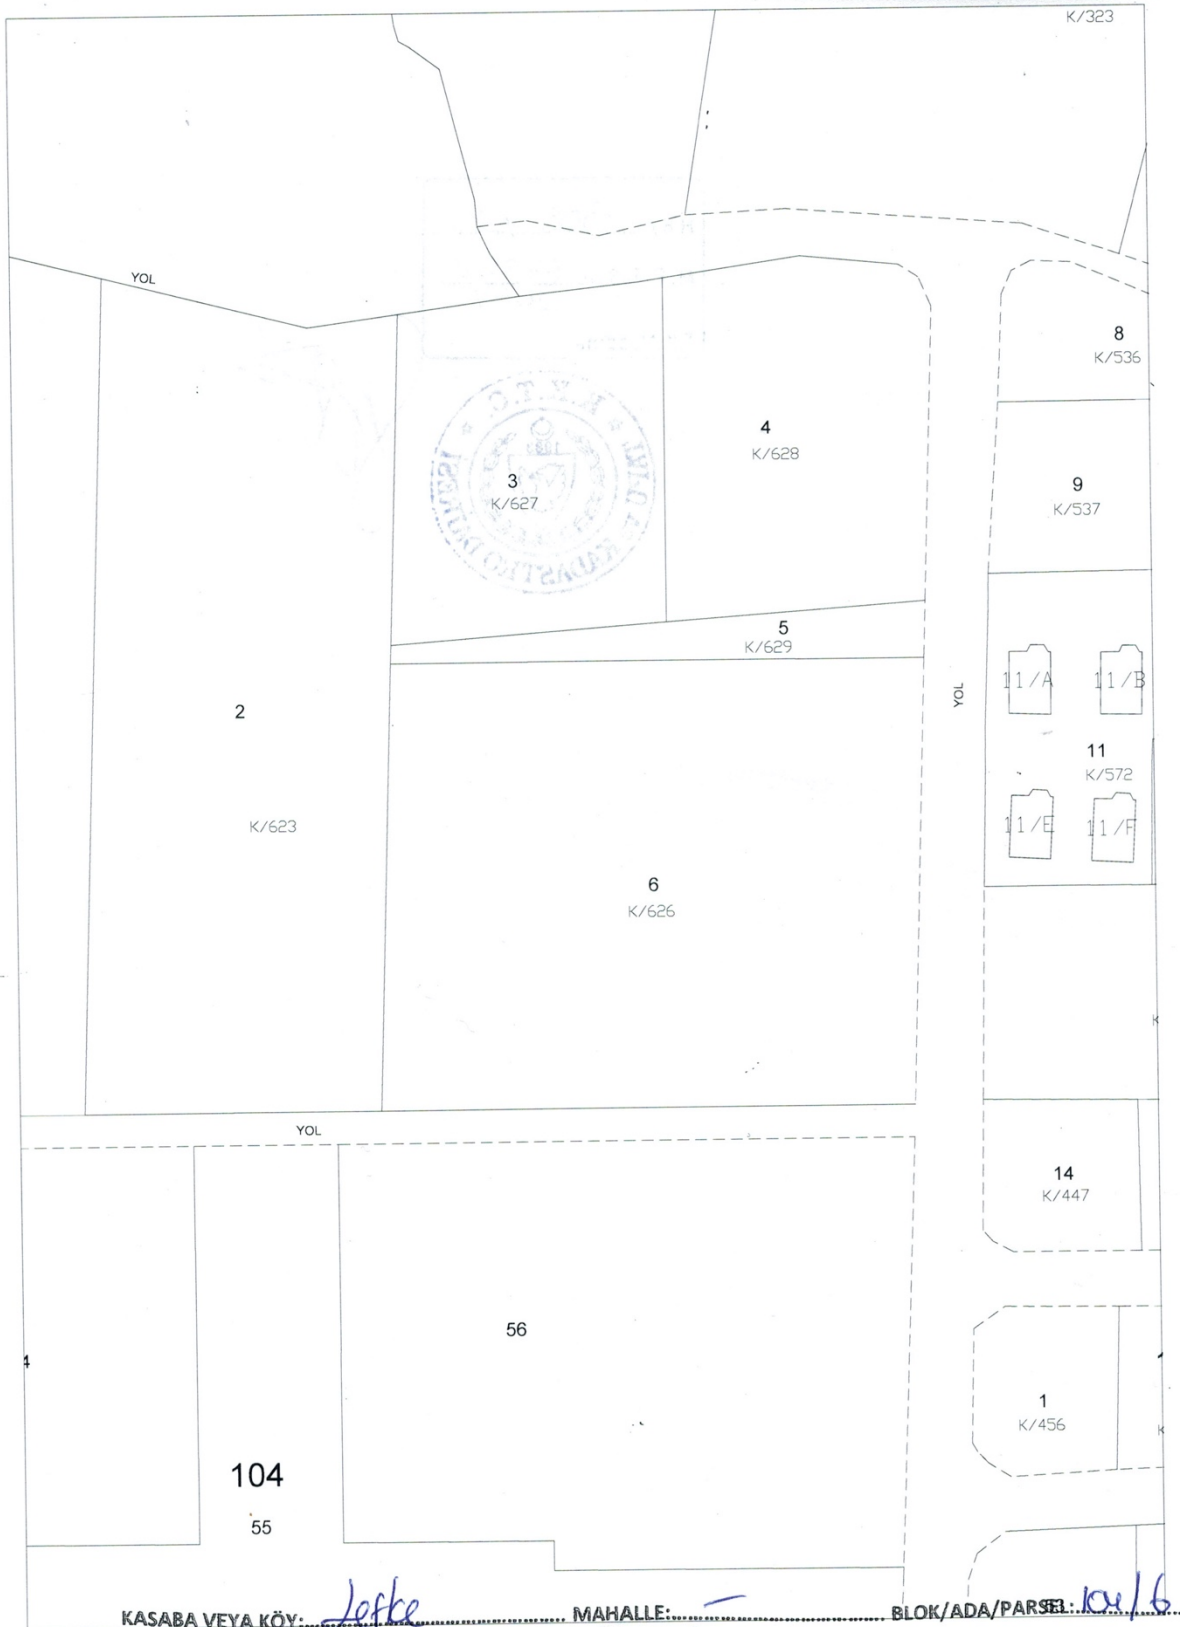 K/323
YOL
8
K/536
4
K/628
3
K/627
9
K/537
5
K/629
11/A
11/B
YOL
2
11
K/572
K/623
11/E
11/F
6
K/626
K
YOL
14
K/447
56
4
1
K/456
K
104
55
KASABA VEYA KÖY: Lefke MAHALLE: — BLOK/ADA/PARSEL: 104/6